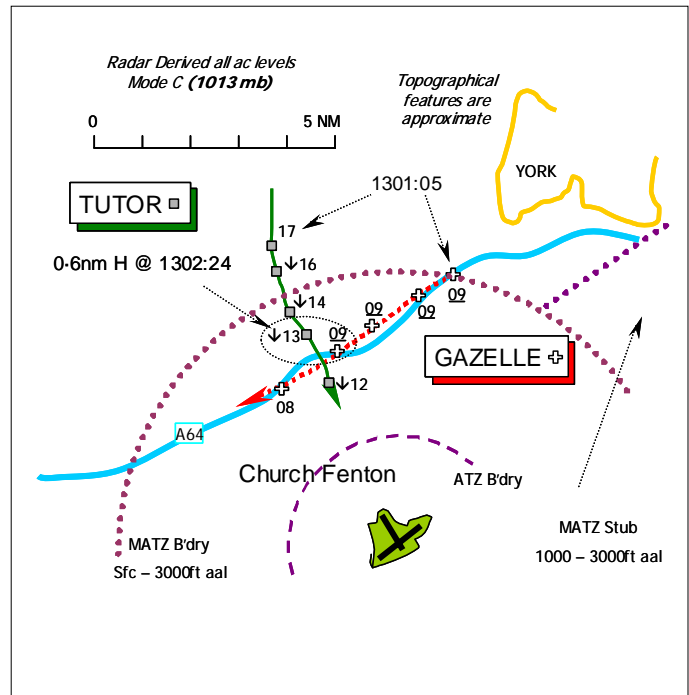 Radar Derived all ac levels
Mode C (1013 mb)
Topographical
features are
approximate
0
5 NM
YORK
1301:05
TUTOR
17
0·6nm H @ 1302:24
↓16
09
↓14
09
09
↓13
09
GAZELLE
↓12
08
A64
Church Fenton
ATZ B'dry
MATZ B'dry
Sfc – 3000ft aal
MATZ Stub
1000 – 3000ft aal